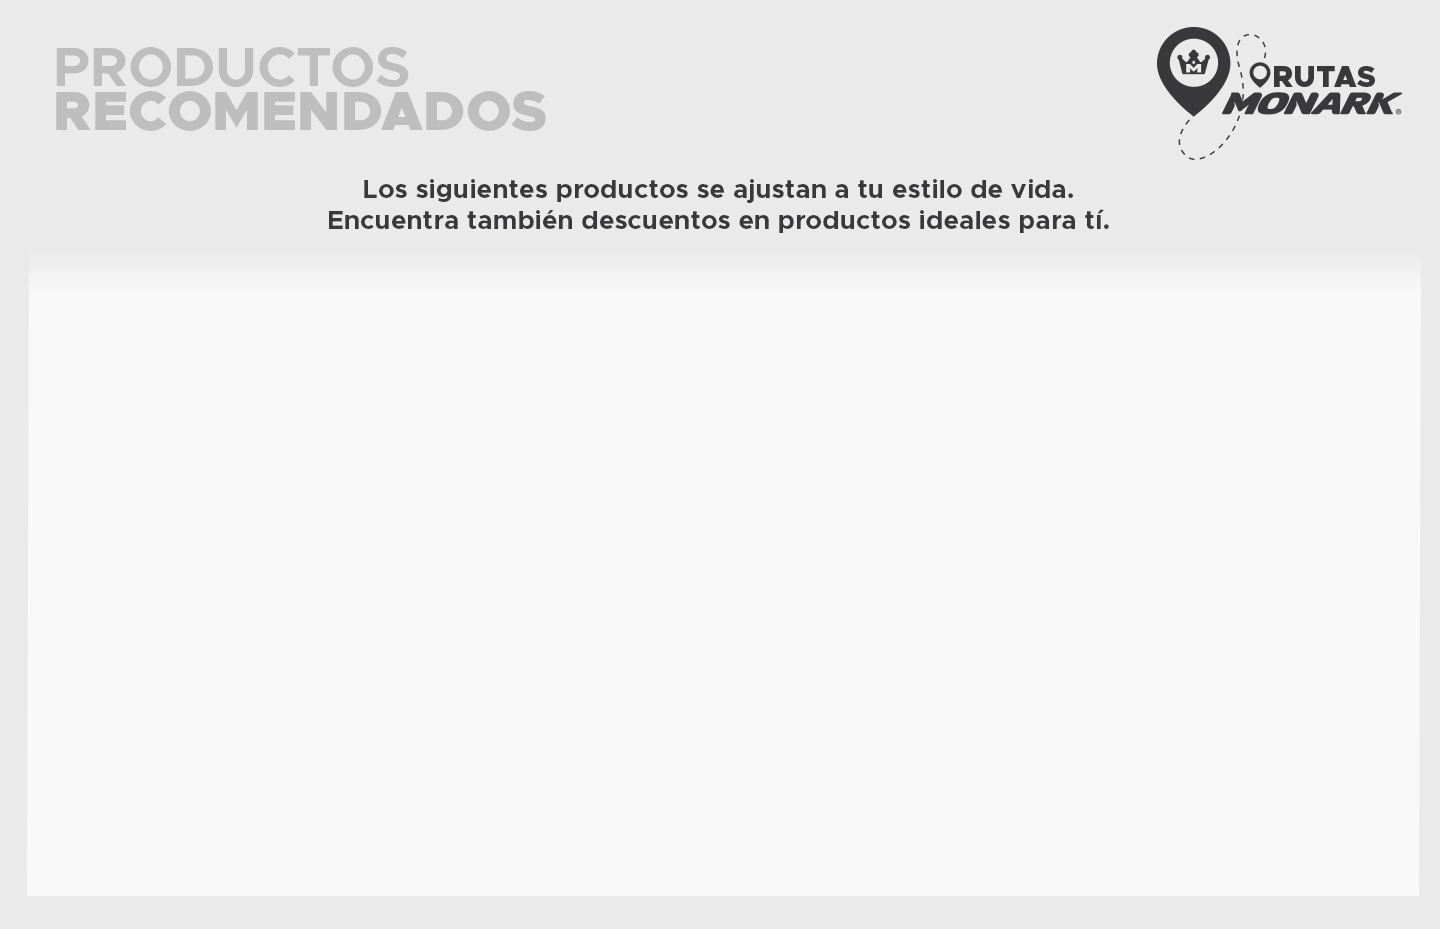 PRODUCTOS
RECOMENDADOS
M
RUTAS
MONARK®
Los siguientes productos se ajustan a tu estilo de vida.
Encuentra también descuentos en productos ideales para tí.